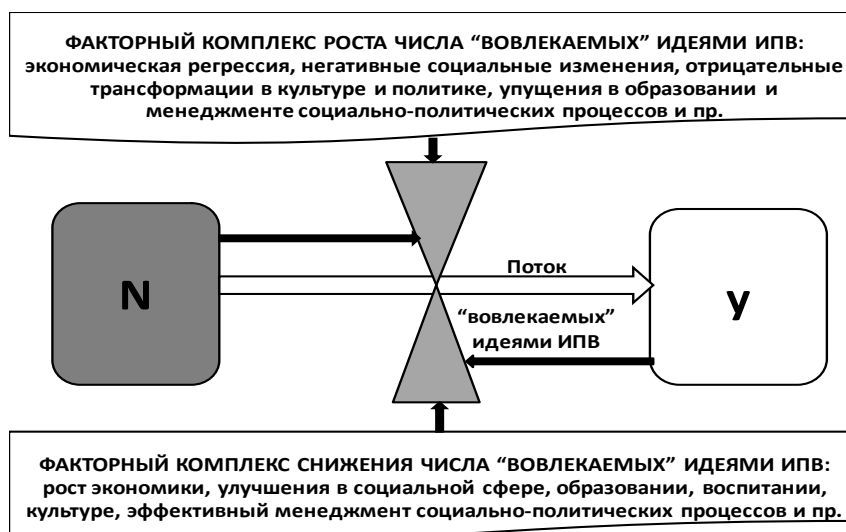 ФАКТОРНЫЙ КОМПЛЕКС РОСТА ЧИСЛА “ВОВЛЕКАЕМЫХ” ИДЕЯМИ ИПВ:
экономическая регрессия, негативные социальные изменения, отрицательные
трансформации в культуре и политике, упущения в образовании и
менеджменте социально-политических процессов и пр.
N
Поток
“вовлекаемых”
идеями ИПВ
y
ФАКТОРНЫЙ КОМПЛЕКС СНИЖЕНИЯ ЧИСЛА “ВОВЛЕКАЕМЫХ” ИДЕЯМИ ИПВ:
рост экономики, улучшения в социальной сфере, образовании, воспитании,
культуре, эффективный менеджмент социально-политических процессов и пр.